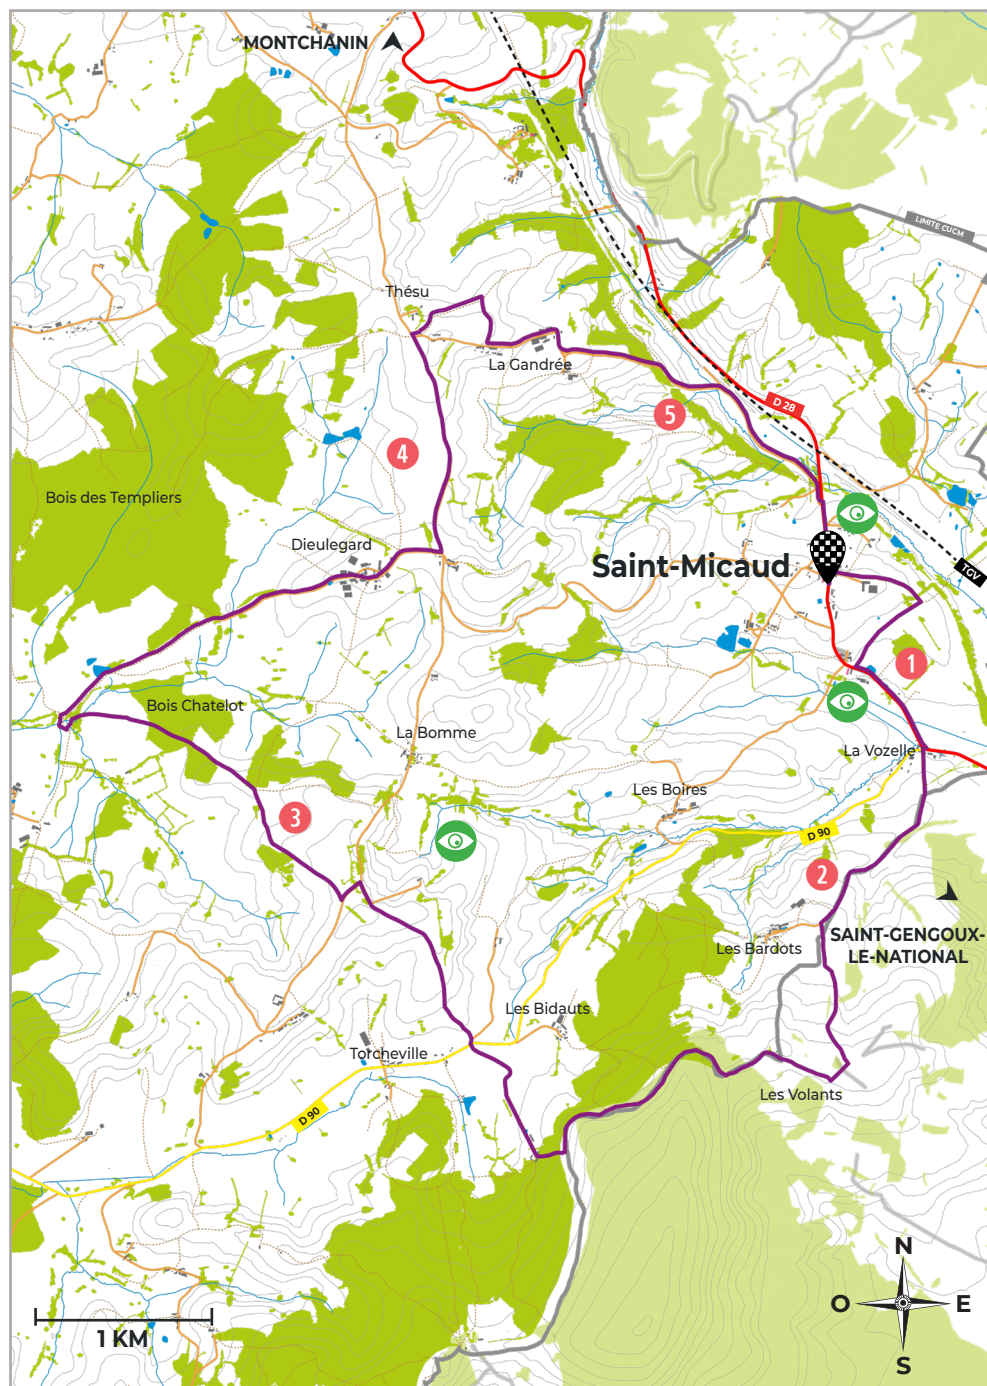 MONTCHANIN
LIMITE CUCM
Thésu
La Gandrée
D 28
5
4
Bois des Templiers
Dieulegard
Saint-Micaud
TGV
1
Bois Chatelot
La Bomme
La Vozelle
Les Boires
3
D 90
2
Les Bardots
SAINT-GENGOUX-
LE-NATIONAL
Les Bidauts
Torcheville
Les Volants
D 90
N
O
E
S
1 KM